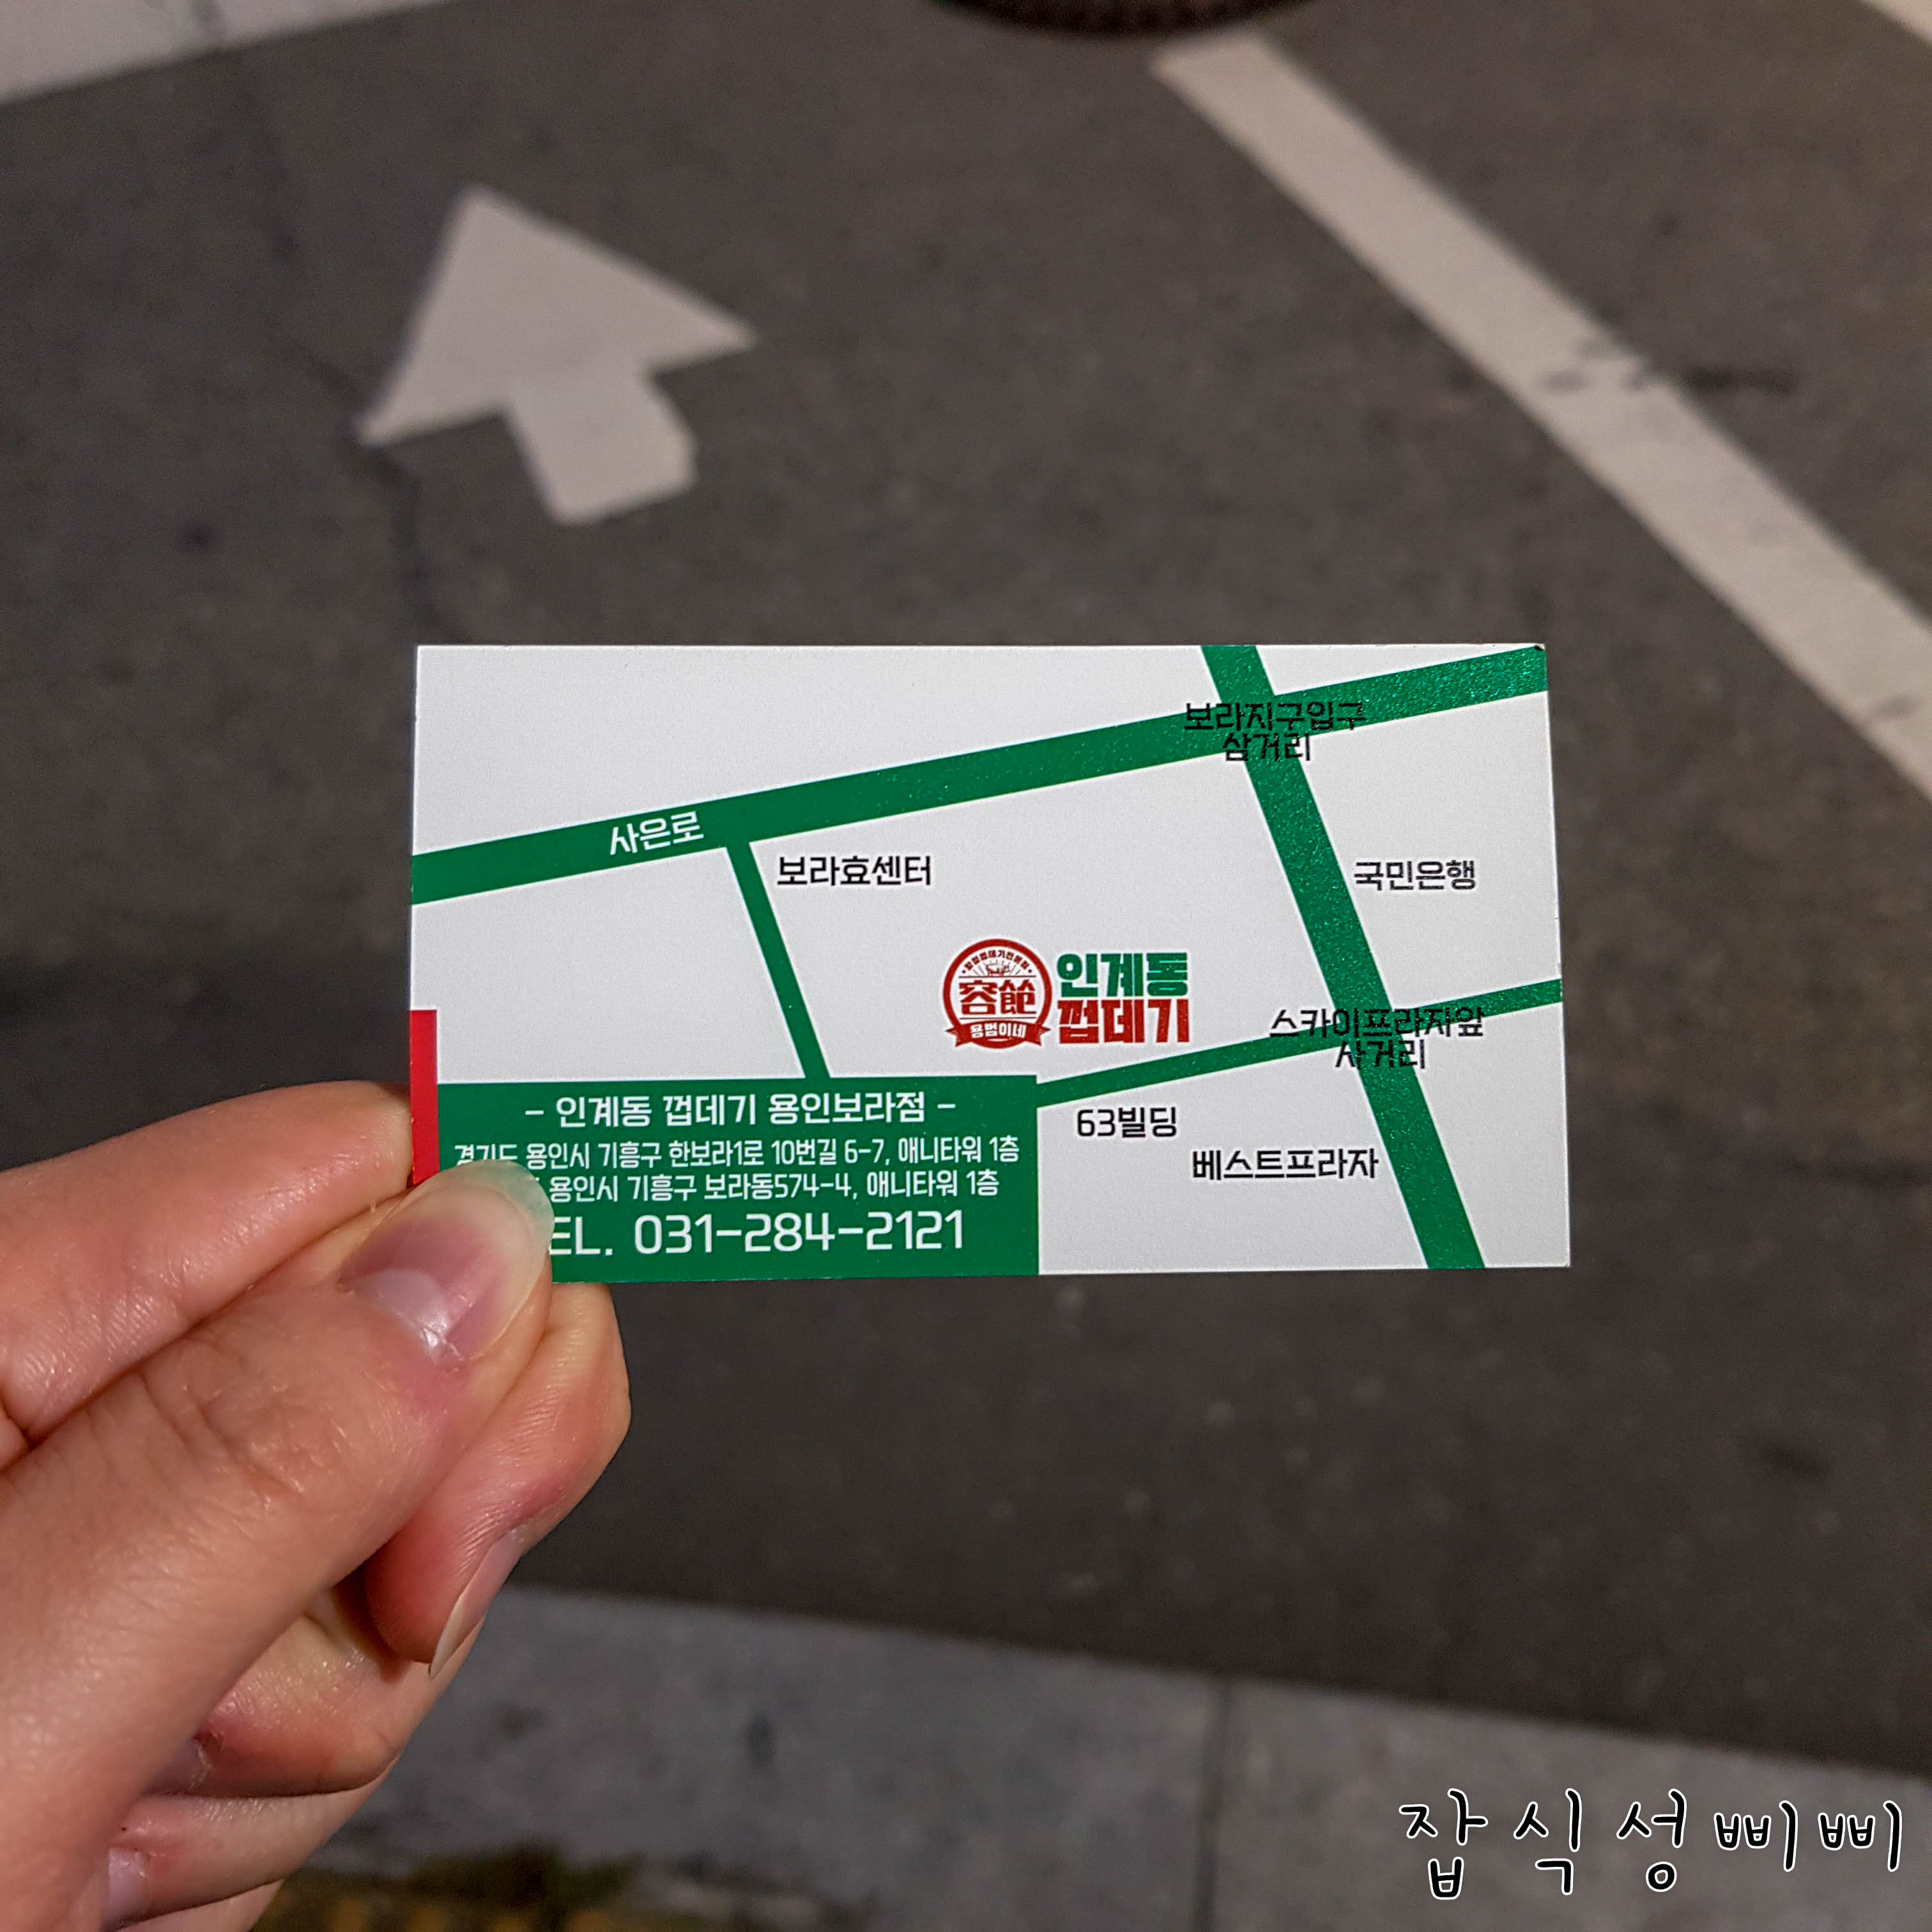 보라지구입구
삼거리
사은로
보라효센터
국민은행
용범이네
인계동
껍데기
스카이프라자앞
사거리
63빌딩
베스트프라자
- 인계동 껍데기 용인보라점 -
경기도 용인시 기흥구 한보라1로 10번길 6-7, 애니타워 1층
용인시 기흥구 보라동574-4, 애니타워 1층
EL. 031-284-2121
잡식성삐삐